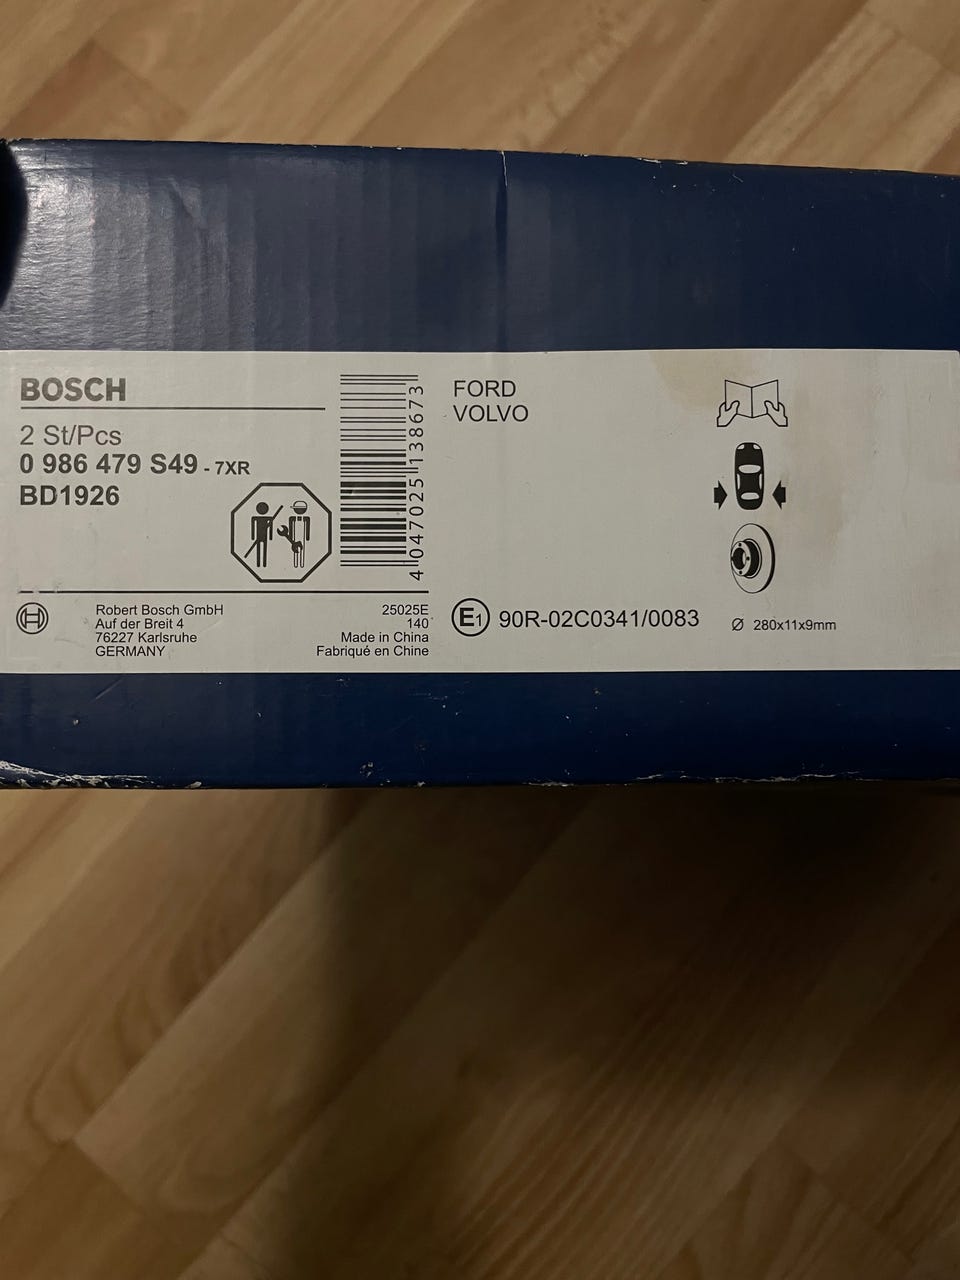 BOSCH
2 St/Pcs
0 986 479 S49 - 7XR
BD1926
4 047025 138673
Robert Bosch GmbH
Auf der Breit 4
76227 Karlsruhe
GERMANY
25025E
140
Made in China
Fabriqué en Chine
FORD
VOLVO
E1 90R-02C0341/0083
Ø 280x11x9mm